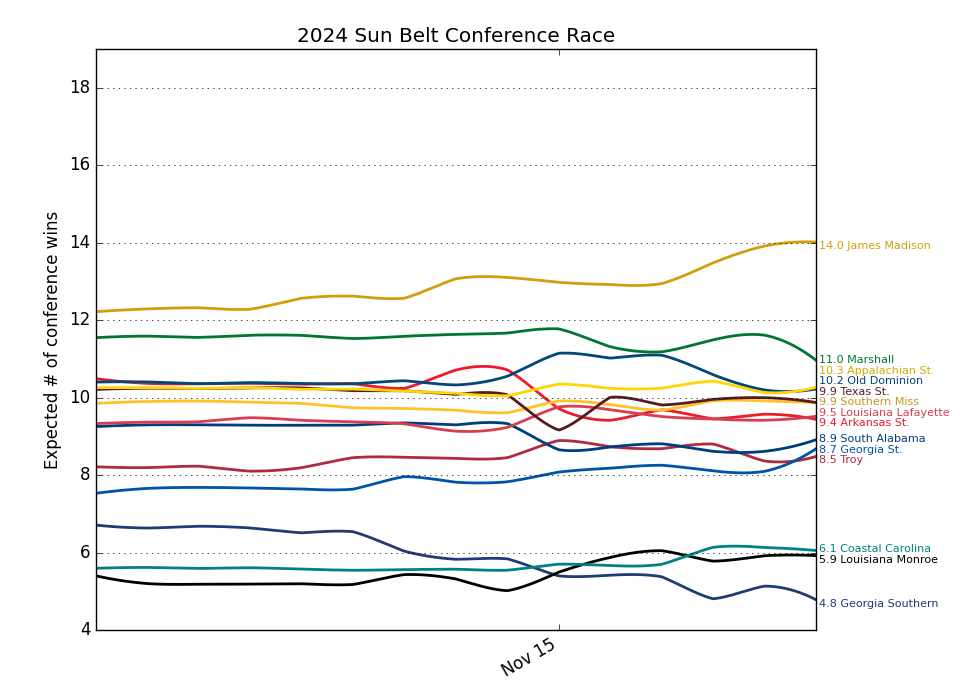 2024 Sun Belt Conference Race
Expected # of conference wins
18
16
14
12
10
8
6
4
Nov 15
14.0 James Madison
11.0 Marshall
10.3 Appalachian St.
10.2 Old Dominion
9.9 Texas St.
9.9 Southern Miss
9.5 Louisiana Lafayette
9.4 Arkansas St.
8.9 South Alabama
8.7 Georgia St.
8.5 Troy
6.1 Coastal Carolina
5.9 Louisiana Monroe
4.8 Georgia Southern